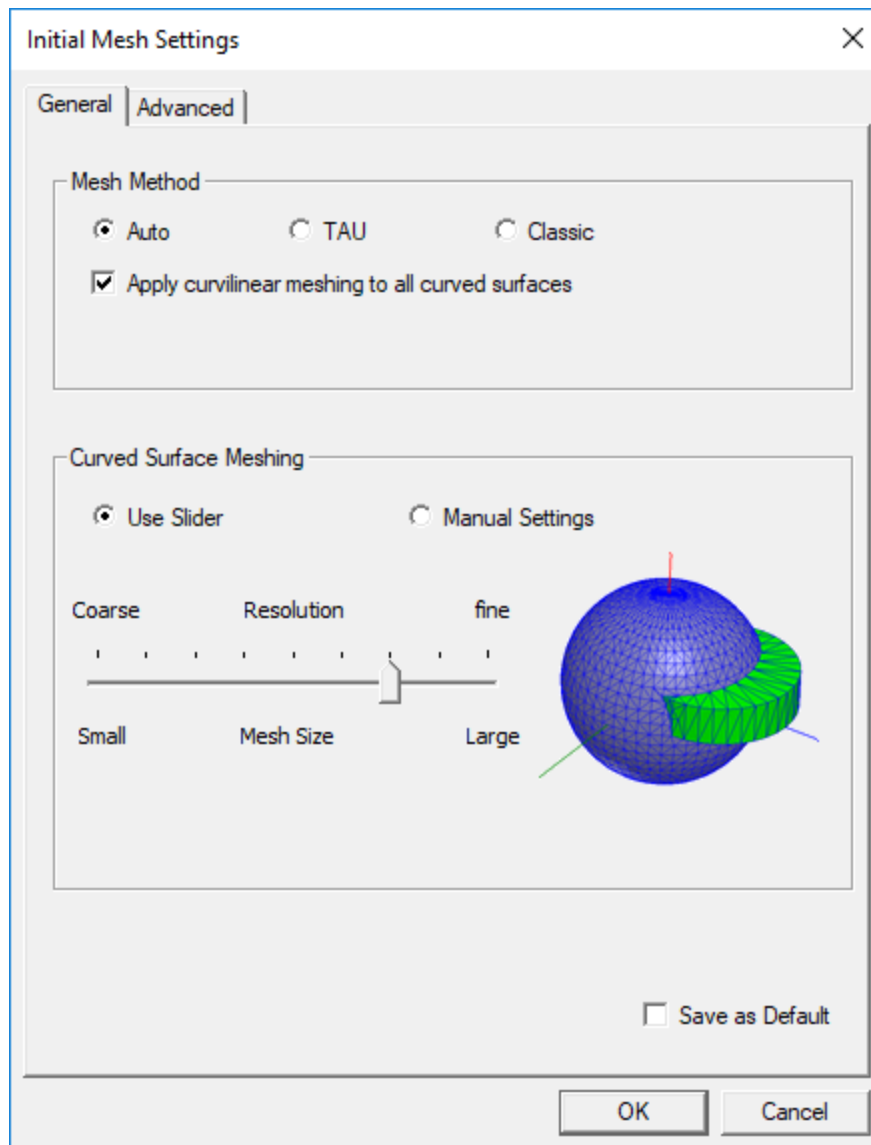 Initial Mesh Settings
General Advanced
Mesh Method
Auto TAU Classic
Apply curvilinear meshing to all curved surfaces
Curved Surface Meshing
Use Slider Manual Settings
Coarse Resolution fine
Small Mesh Size Large
Save as Default
OK Cancel